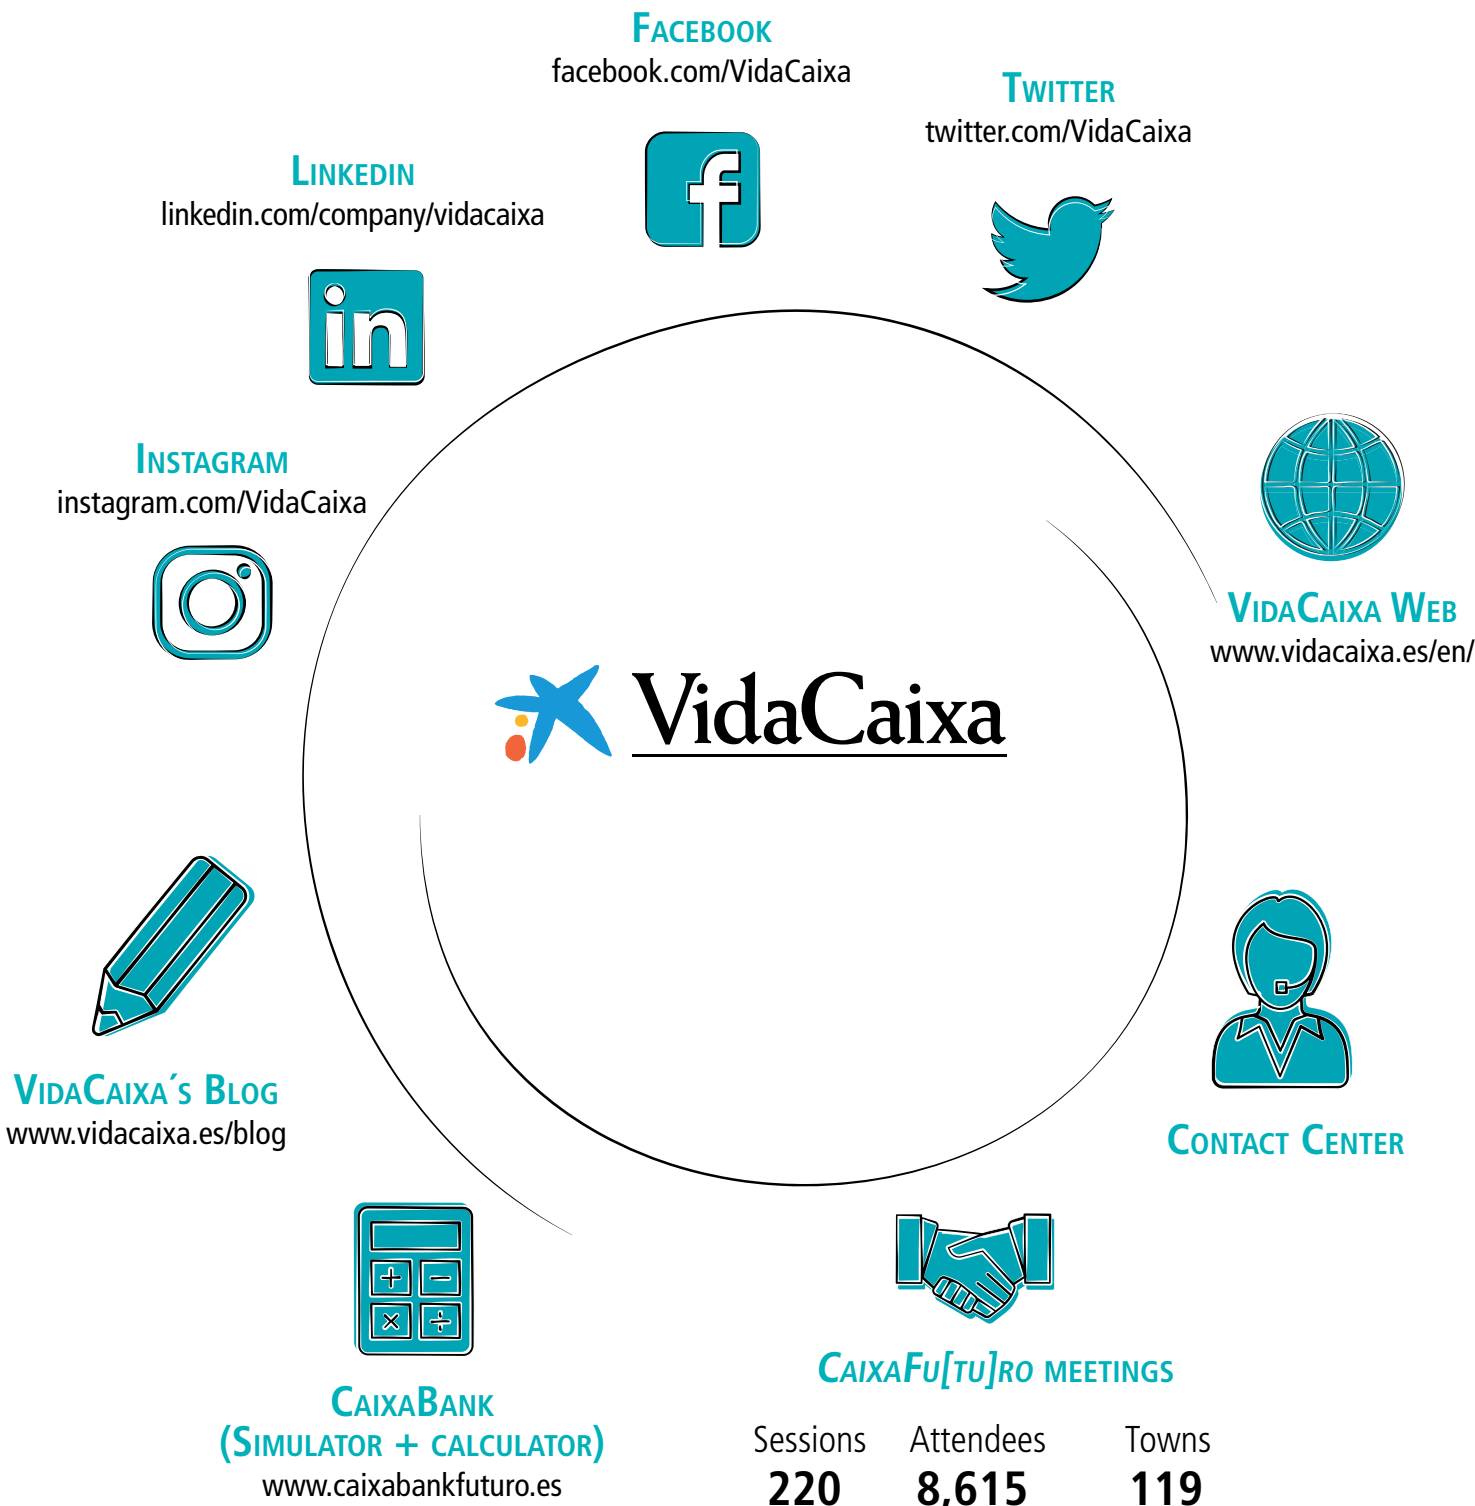 FACEBOOK
facebook.com/VidaCaixa
TWITTER
twitter.com/VidaCaixa
LINKEDIN
linkedin.com/company/vidacaixa
in
INSTAGRAM
instagram.com/VidaCaixa
VIDACAIXA WEB
www.vidacaixa.es/en/
VidaCaixa
VIDACAIXA´S BLOG
www.vidacaixa.es/blog
CONTACT CENTER
CAIXABANK
(SIMULATOR + CALCULATOR)
www.caixabankfuturo.es
CAIXAFU[TU]RO MEETINGS
Sessions Attendees Towns
220 8,615 119